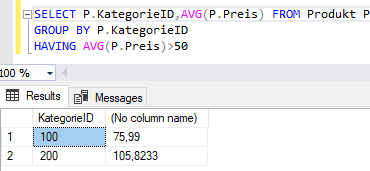 SELECT P.KategorieID,AVG(P.Preis) FROM Produkt P
GROUP BY P.KategorieID
HAVING AVG(P.Preis)>50
100 %
Results Messages
KategorieID (No column name)
1 100 75,99
2 200 105,8233